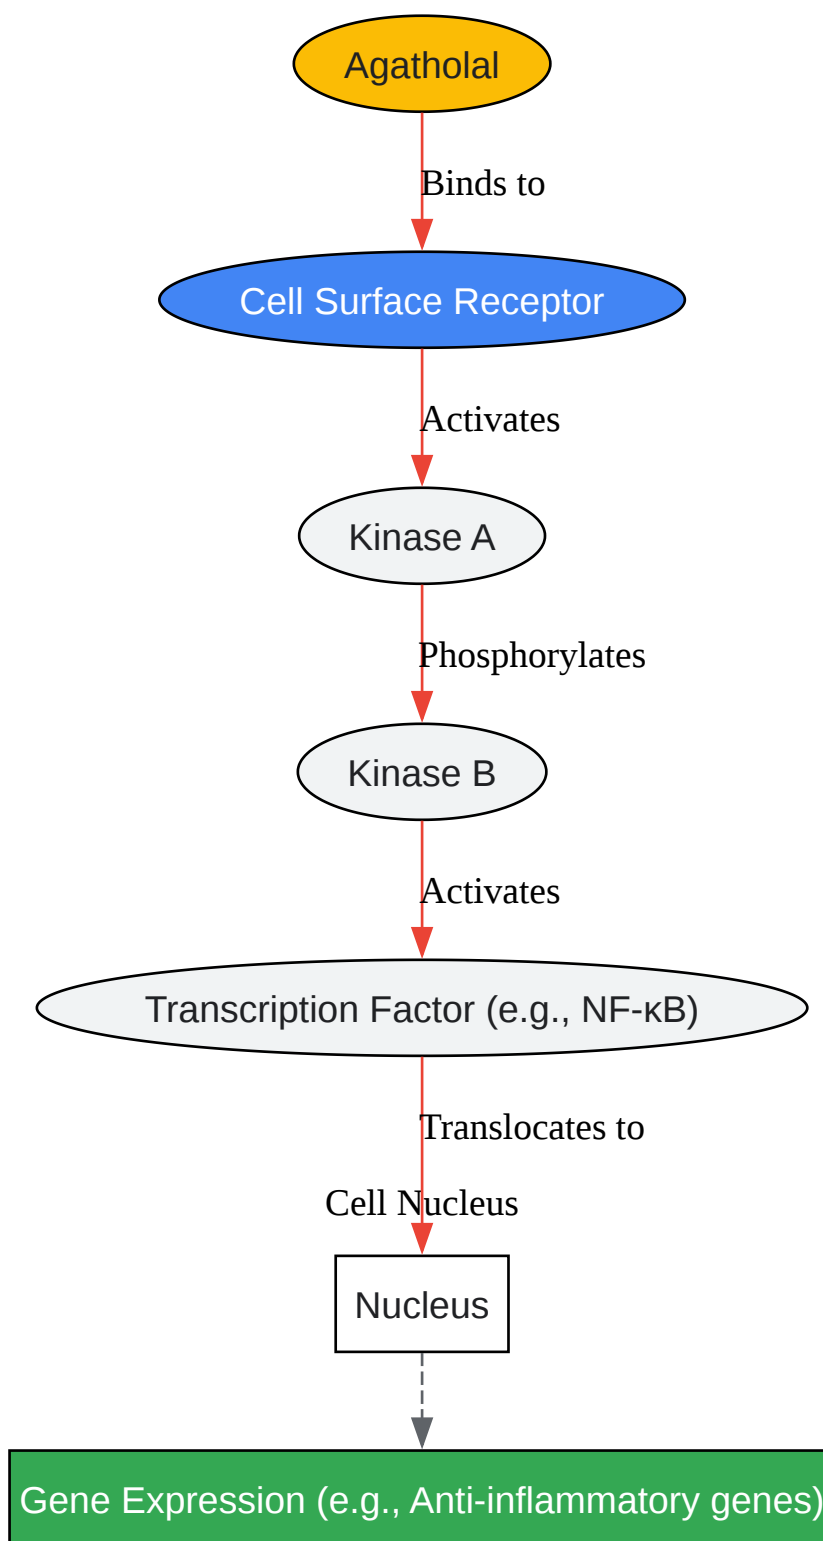 Agatholal
Binds to
Cell Surface Receptor
Activates
Kinase A
Phosphorylates
Kinase B
Activates
Transcription Factor (e.g., NF-κB)
Translocates to
Cell Nucleus
Nucleus
Gene Expression (e.g., Anti-inflammatory genes)